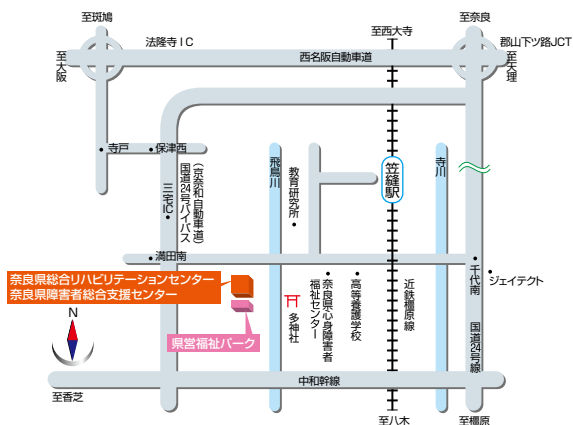 至斑鳩
至西大寺
至奈良
法隆寺IC
郡山下ツ路JCT
至大阪
西名阪自動車道
至天理
寺戸
保津西
国道24号バイパス
(京奈和自動車道)
三宅IC
飛鳥川
教育研究所
笠縫駅
寺川
満田南
千代南
ジェイテクト
奈良県総合リハビリテーションセンター
奈良県障害者総合支援センター
県営福祉パーク
N
多神社
奈良県心身障害者
福祉センター
高等養護学校
近鉄橿原線
国道24号線
中和幹線
至香芝
至八木
至橿原